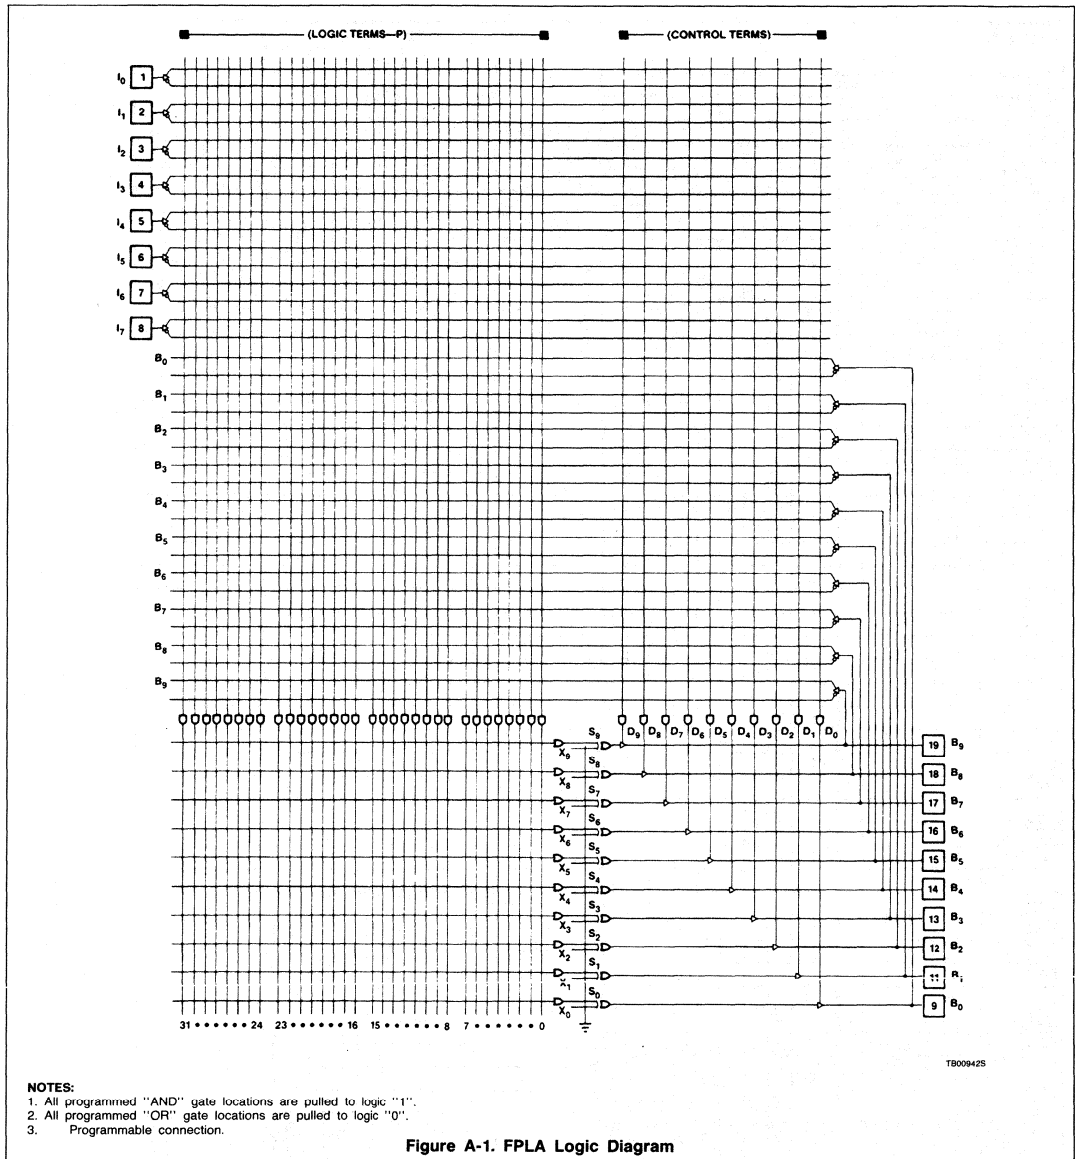 (LOGIC TERMS—P) (CONTROL TERMS)
I0 1
I1 2
I2 3
I3 4
I4 5
I5 6
I6 7
I7 8
B0
B1
B2
B3
B4
B5
B6
B7
B8
B9
D9 D8 D7 D6 D5 D4 D3 D2 D1 D0
S9 X9 19 B9
S8 X8 18 B8
S7 X7 17 B7
S6 X6 16 B6
S5 X5 15 B5
S4 X4 14 B4
S3 X3 13 B3
S2 X2 12 B2
S1 X1 11
S0 X0 9 B0
31 • • • • • • 24 23 • • • • • • 16 15 • • • • • • 8 7 • • • • • • 0
TB00942S
NOTES:
1. All programmed "AND" gate locations are pulled to logic "1".
2. All programmed "OR" gate locations are pulled to logic "0".
3. Programmable connection.
Figure A-1. FPLA Logic Diagram